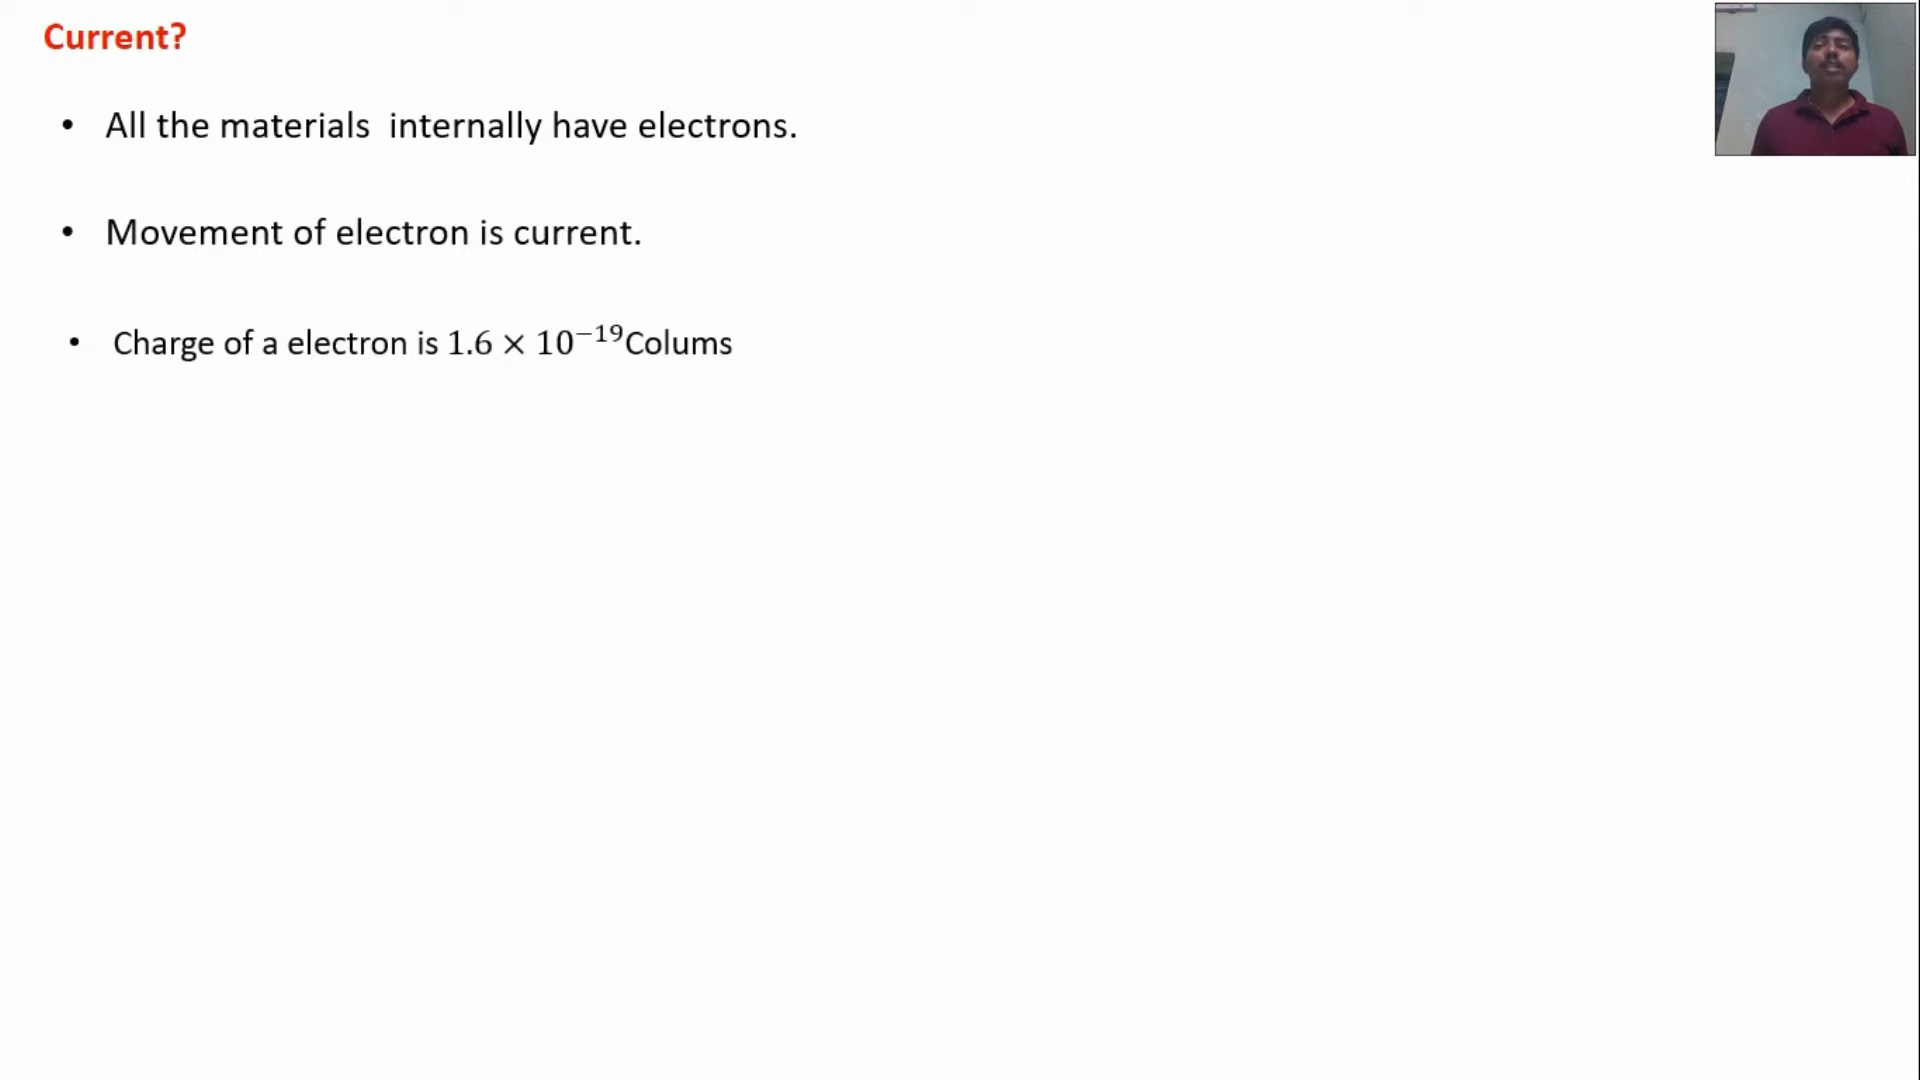 Current?
• All the materials  internally have electrons.
• Movement of electron is current.
• Charge of a electron is 1.6 × 10⁻¹⁹Colums